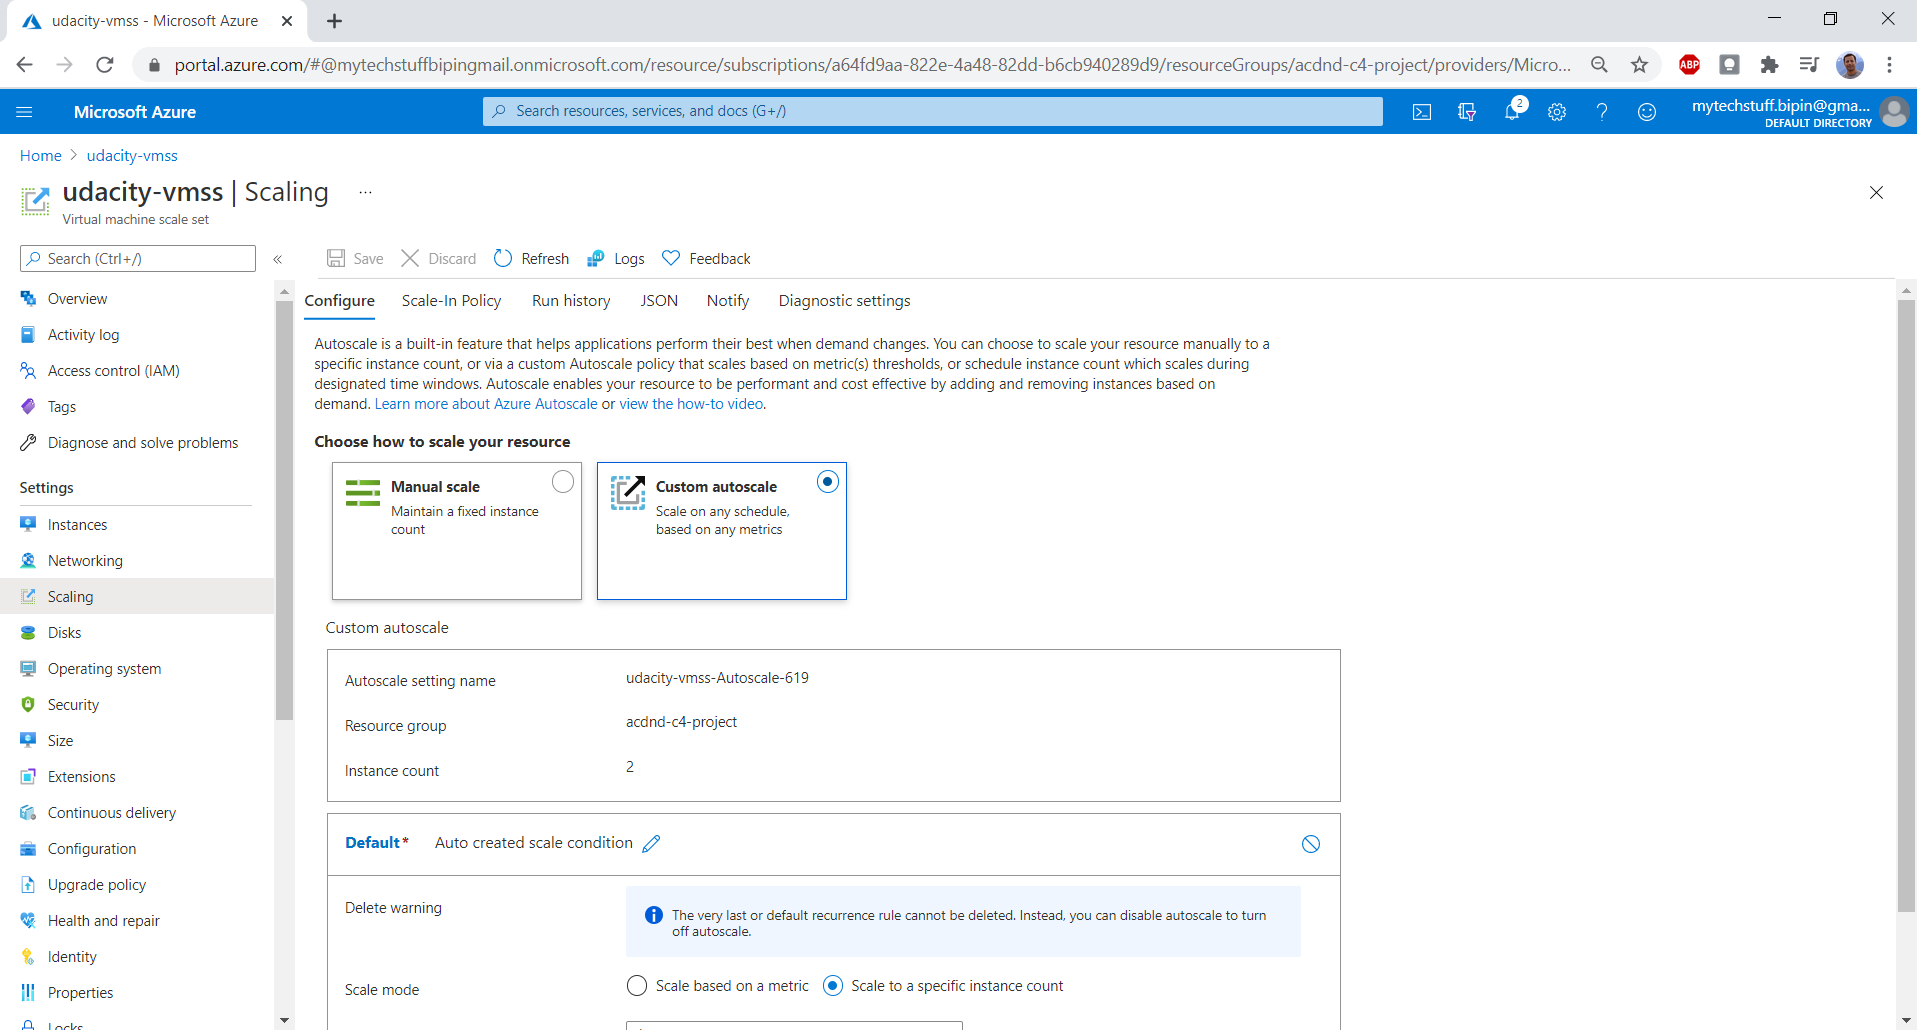 udacity-vmss - Microsoft Azure
portal.azure.com/#@mytechstuffbipingmail.onmicrosoft.com/resource/subscriptions/a64fd9aa-822e-4a48-82dd-b6cb940289d9/resourceGroups/acdnd-c4-project/providers/Micro...
ABP
Microsoft Azure
Search resources, services, and docs (G+/)
2
mytechstuff.bipin@gma...
DEFAULT DIRECTORY
Home > udacity-vmss
udacity-vmss | Scaling ...
Virtual machine scale set
Search (Ctrl+/)
«
Save
Discard
Refresh
Logs
Feedback
Overview
Activity log
Access control (IAM)
Tags
Diagnose and solve problems
Settings
Instances
Networking
Scaling
Disks
Operating system
Security
Size
Extensions
Continuous delivery
Configuration
Upgrade policy
Health and repair
Identity
Properties
Locks
Configure
Scale-In Policy
Run history
JSON
Notify
Diagnostic settings
Autoscale is a built-in feature that helps applications perform their best when demand changes. You can choose to scale your resource manually to a
specific instance count, or via a custom Autoscale policy that scales based on metric(s) thresholds, or schedule instance count which scales during
designated time windows. Autoscale enables your resource to be performant and cost effective by adding and removing instances based on
demand. Learn more about Azure Autoscale or view the how-to video.
Choose how to scale your resource
Manual scale
Maintain a fixed instance
count
Custom autoscale
Scale on any schedule,
based on any metrics
Custom autoscale
Autoscale setting name
udacity-vmss-Autoscale-619
Resource group
acdnd-c4-project
Instance count
2
Default* Auto created scale condition
Delete warning
The very last or default recurrence rule cannot be deleted. Instead, you can disable autoscale to turn
off autoscale.
Scale mode
Scale based on a metric
Scale to a specific instance count